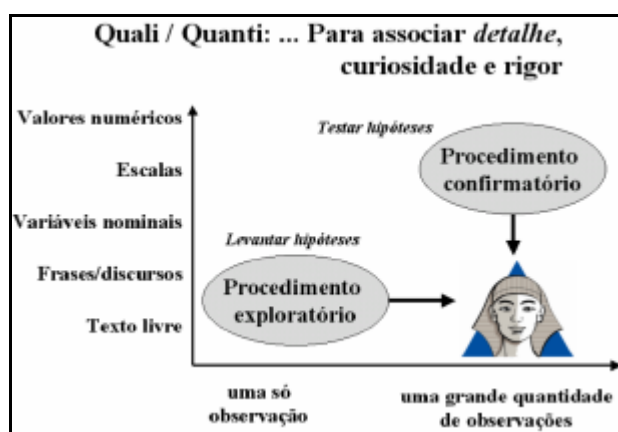 Quali / Quanti: ... Para associar detalhe,
curiosidade e rigor
Valores numéricos
Testar hipóteses
Procedimento
confirmatório
Escalas
Variáveis nominais
Levantar hipóteses
Frases/discursos
Procedimento
exploratório
Texto livre
uma só
observação
uma grande quantidade
de observações